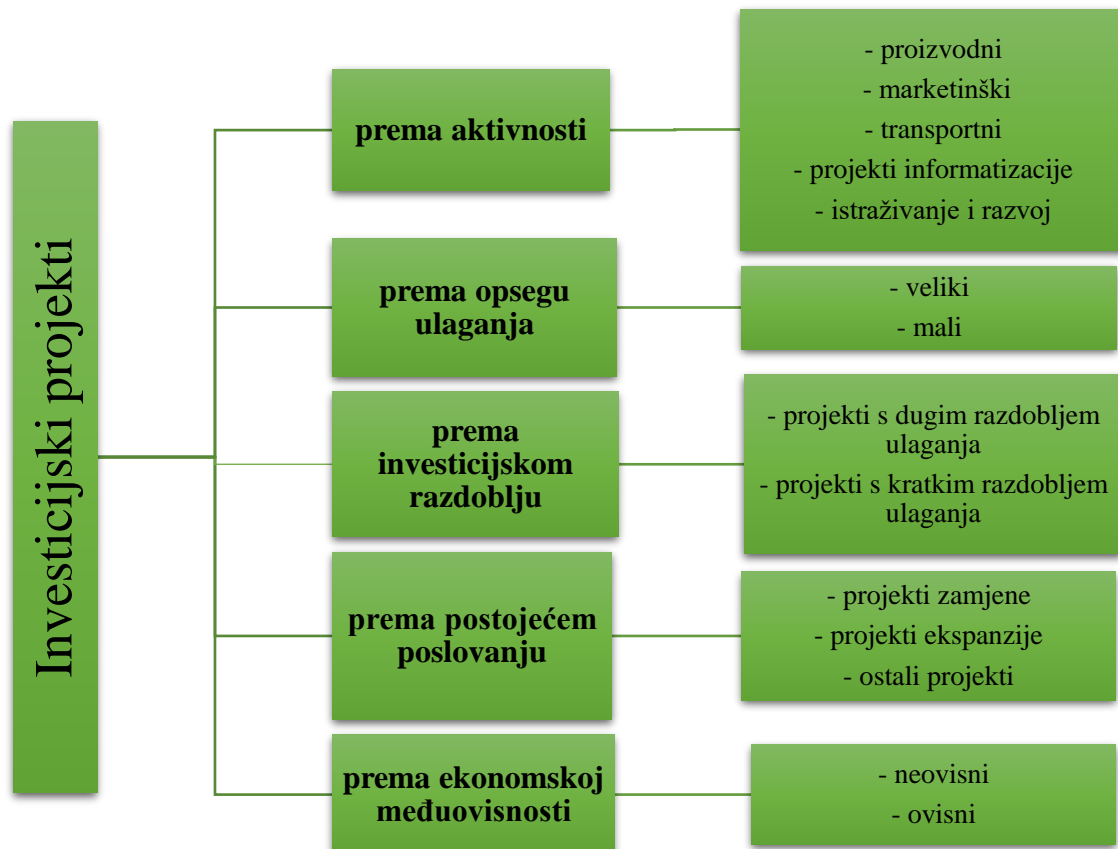 Investicijski projekti
prema aktivnosti
- proizvodni
- marketinški
- transportni
- projekti informatizacije
- istraživanje i razvoj
prema opsegu
ulaganja
- veliki
- mali
prema
investicijskom
razdoblju
- projekti s dugim razdobljem
ulaganja
- projekti s kratkim razdobljem
ulaganja
prema postojećem
poslovanju
- projekti zamjene
- projekti ekspanzije
- ostali projekti
prema ekonomskoj
međuovisnosti
- neovisni
- ovisni